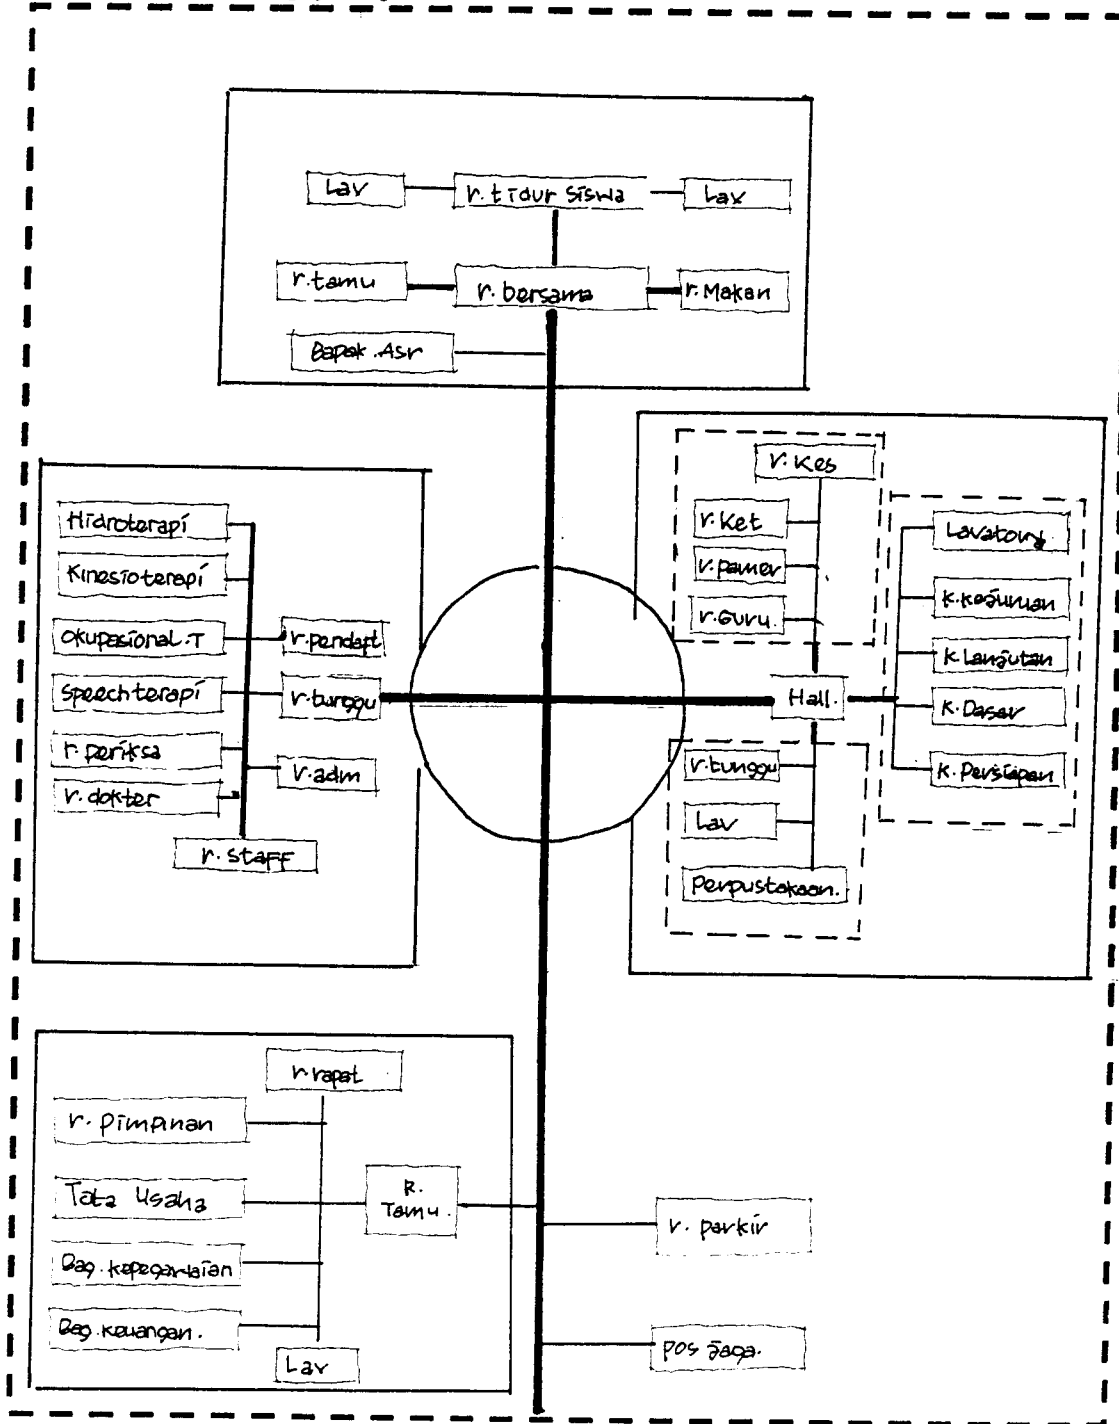 Lav
r.tidur siswa
Lav
r.tamu
r.bersama
r.Makan
Bapak.Asr
Hidroterapi
Kinesioterapi
Okupasional.T
Speechterapi
r.periksa
r.dokter
r.pendaft
r.tunggu
r.adm
r.staff
r.Kes
r.Ket
r.pamer
r.Guru.
Hall.
Lavatory
K.Kejuruan
K.Lanjutan
K.Dasar
K.Persiapan
r.tunggu
Lav
Perpustakaan.
r.rapat
r.pimpinan
Tata Usaha
Bag.kepegawaian
Bag.keuangan.
R.
Tamu.
Lav
r.parkir
pos jaga.